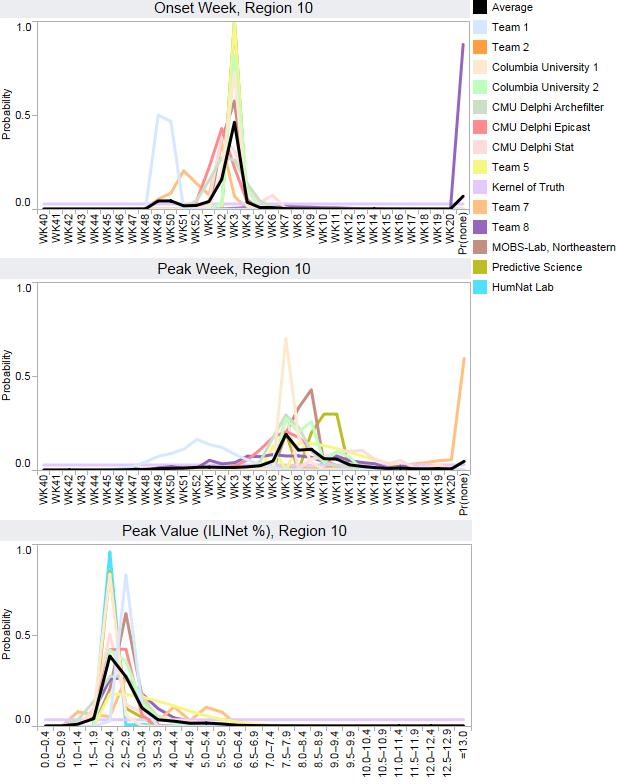 Onset Week, Region 10
1.0
0.5
0.0
Probability
WK40 WK41 WK42 WK43 WK44 WK45 WK46 WK47 WK48 WK49 WK50 WK51 WK52 WK1 WK2 WK3 WK4 WK5 WK6 WK7 WK8 WK9 WK10 WK11 WK12 WK13 WK14 WK15 WK16 WK17 WK18 WK19 WK20 Pr(none)
Peak Week, Region 10
1.0
0.5
0.0
Probability
WK40 WK41 WK42 WK43 WK44 WK45 WK46 WK47 WK48 WK49 WK50 WK51 WK52 WK1 WK2 WK3 WK4 WK5 WK6 WK7 WK8 WK9 WK10 WK11 WK12 WK13 WK14 WK15 WK16 WK17 WK18 WK19 WK20 Pr(none)
Peak Value (ILINet %), Region 10
1.0
0.5
0.0
Probability
0.0–0.4 0.5–0.9 1.0–1.4 1.5–1.9 2.0–2.4 2.5–2.9 3.0–3.4 3.5–3.9 4.0–4.4 4.5–4.9 5.0–5.4 5.5–5.9 6.0–6.4 6.5–6.9 7.0–7.4 7.5–7.9 8.0–8.4 8.5–8.9 9.0–9.4 9.5–9.9 10.0–10.4 10.5–10.9 11.0–11.4 11.5–11.9 12.0–12.4 12.5–12.9 =13.0
Average
Team 1
Team 2
Columbia University 1
Columbia University 2
CMU Delphi Archefilter
CMU Delphi Epicast
CMU Delphi Stat
Team 5
Kernel of Truth
Team 7
Team 8
MOBS-Lab, Northeastern
Predictive Science
HumNat Lab